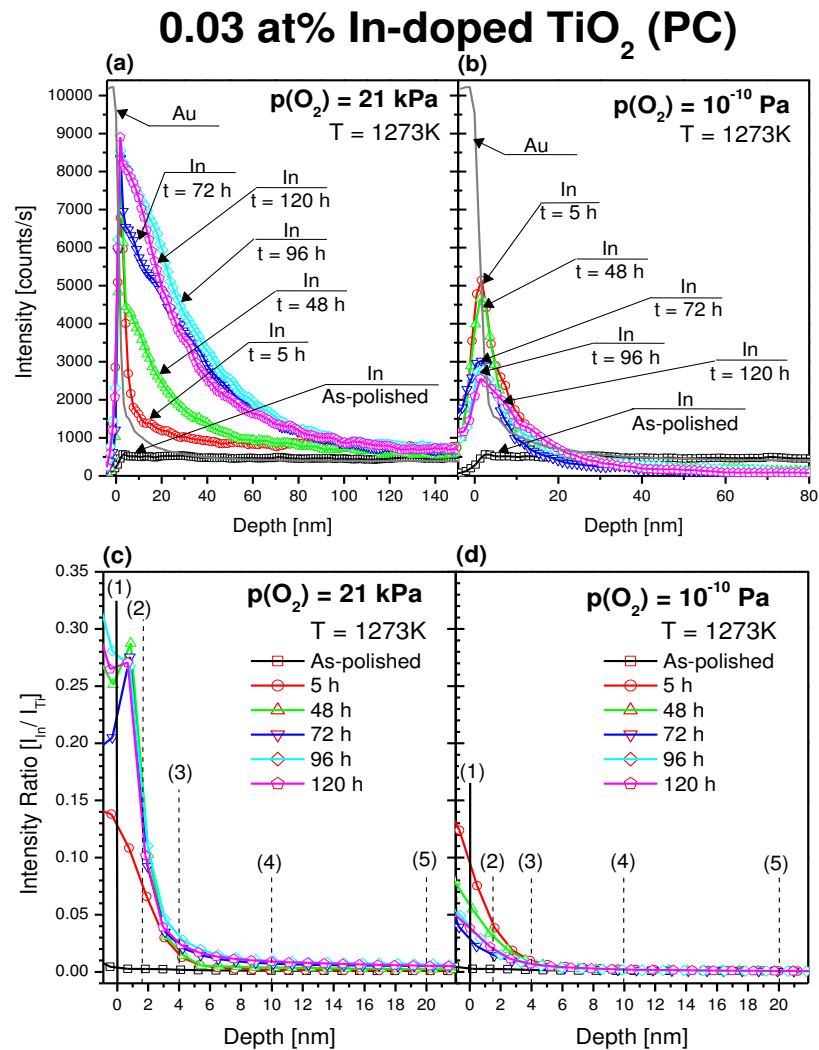 0.03 at% In-doped TiO₂ (PC)
(a)
p(O₂) = 21 kPa
T = 1273K
Au
In
t = 72 h
In
t = 120 h
In
t = 96 h
In
t = 48 h
In
t = 5 h
In
As-polished
Intensity [counts/s]
10000
9000
8000
7000
6000
5000
4000
3000
2000
1000
0
0 20 40 60 80 100 120 140
Depth [nm]
(b)
p(O₂) = 10⁻¹⁰ Pa
T = 1273K
Au
In
t = 5 h
In
t = 48 h
In
t = 72 h
In
t = 96 h
In
t = 120 h
In
As-polished
0 20 40 60 80
Depth [nm]
(c)
p(O₂) = 21 kPa
T = 1273K
As-polished
5 h
48 h
72 h
96 h
120 h
(1)
(2)
(3)
(4)
(5)
Intensity Ratio [I_In/ I_Ti]
0.35
0.30
0.25
0.20
0.15
0.10
0.05
0.00
0 2 4 6 8 10 12 14 16 18 20
Depth [nm]
(d)
p(O₂) = 10⁻¹⁰ Pa
T = 1273K
As-polished
5 h
48 h
72 h
96 h
120 h
(1)
(2)
(3)
(4)
(5)
0 2 4 6 8 10 12 14 16 18 20
Depth [nm]